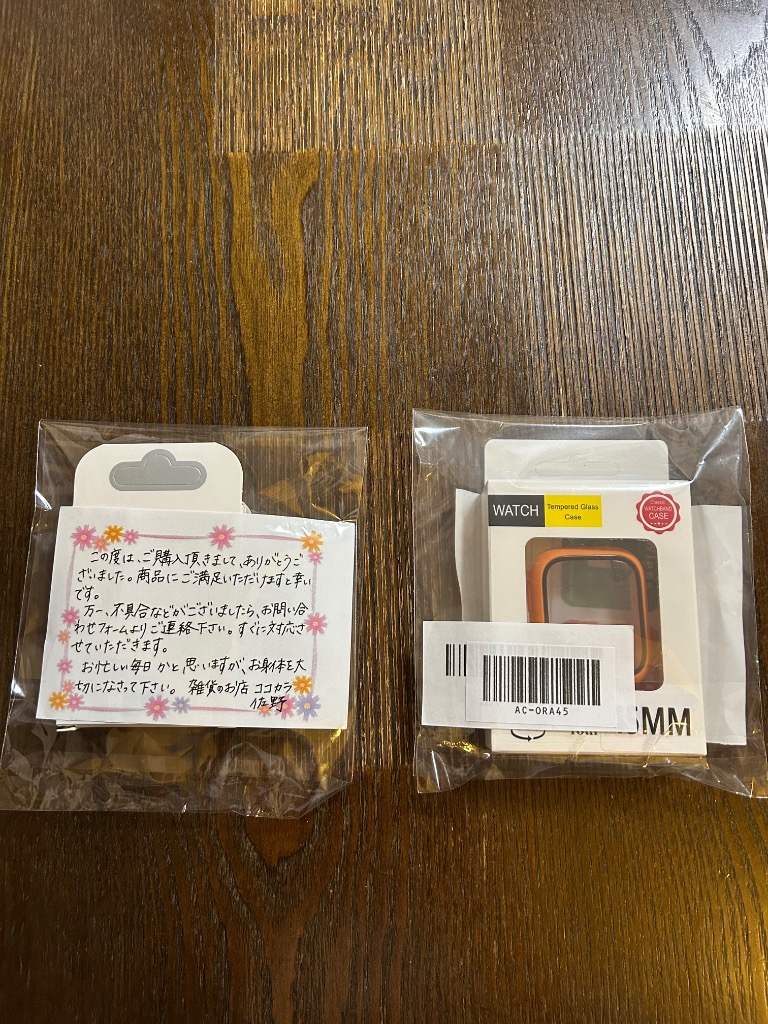 この度は、ご購入頂きまして、ありがとうご
ざいました。商品にご満足いただけますと幸い
です。
万一、不具合などがございましたら、お問い合
わせフォームよりご連絡下さい。すぐに対応さ
せていただきます。
お忙しい毎日かと思いますが、お身体を大
切になさって下さい。 雑貨のお店 ココカラ
佐野
WATCH
Tempered Glass
Case
Classic
WATCHBAND
CASE
AC-ORA45
5MM